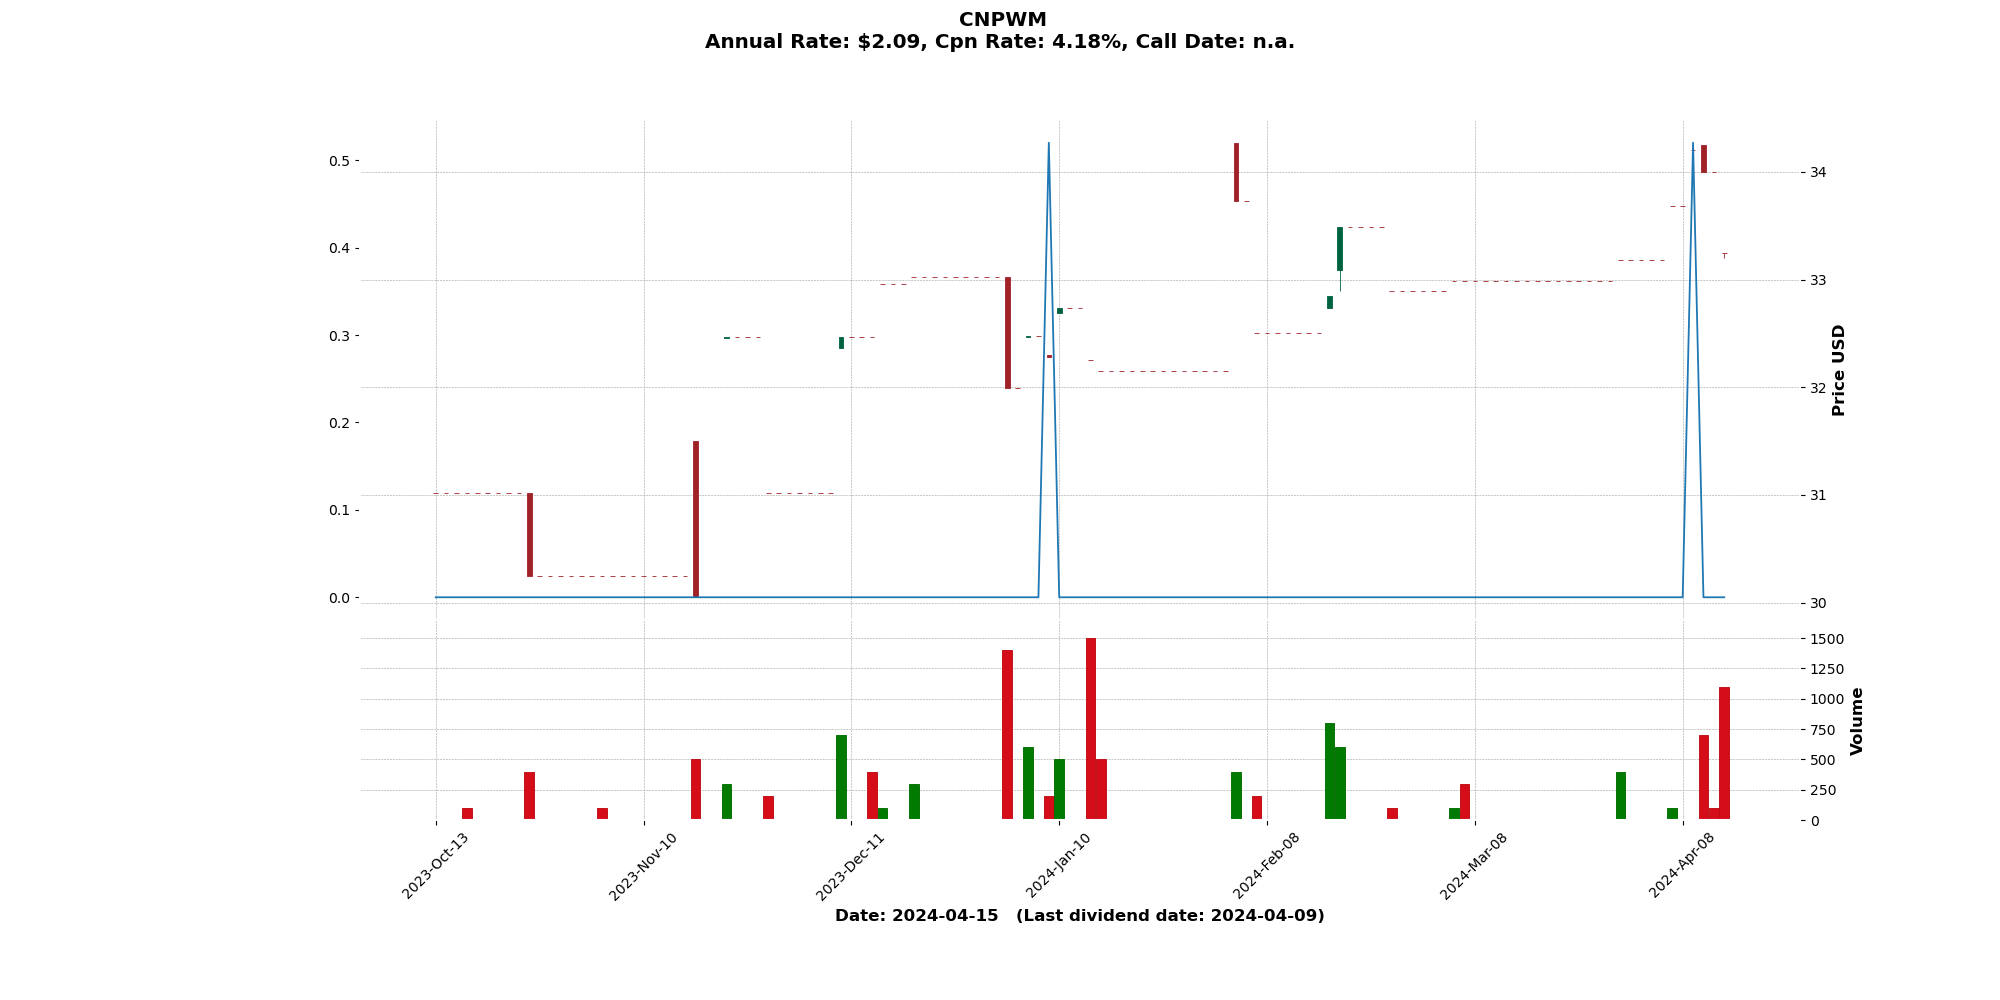 CNPWM
Annual Rate: $2.09, Cpn Rate: 4.18%, Call Date: n.a.
0.5
0.4
0.3
0.2
0.1
0.0
34
33
32
31
30
Price USD
1500
1250
1000
750
500
250
0
Volume
2023-Oct-13
2023-Nov-10
2023-Dec-11
2024-Jan-10
2024-Feb-08
2024-Mar-08
2024-Apr-08
Date: 2024-04-15   (Last dividend date: 2024-04-09)